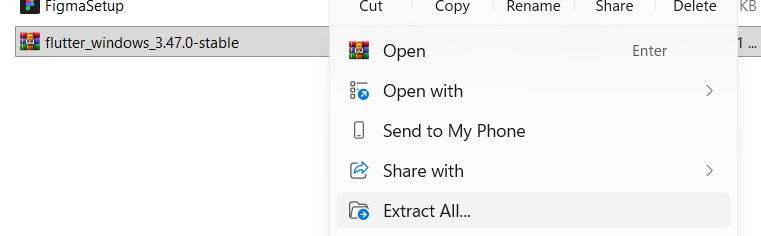 FigmaSetup
Cut Copy Rename Share Delete KB
flutter_windows_3.47.0-stable
1 ...
Open Enter
Open with
Send to My Phone
Share with
Extract All...